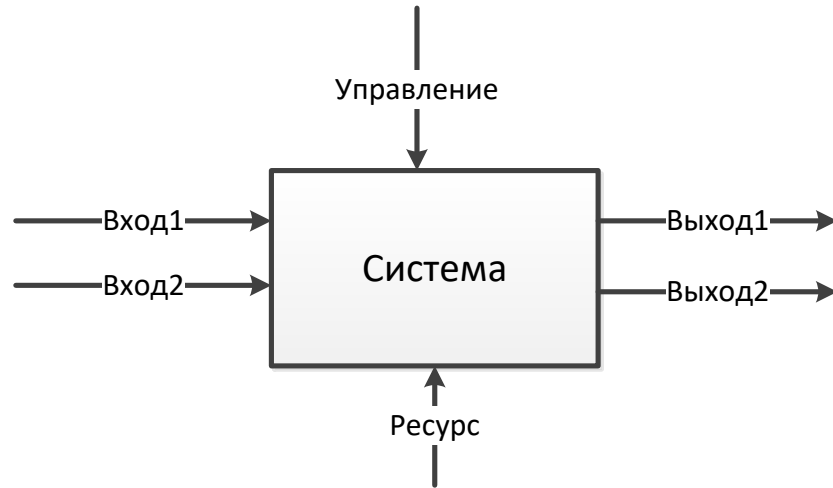 Управление
Вход1
Выход1
Система
Вход2
Выход2
Ресурс